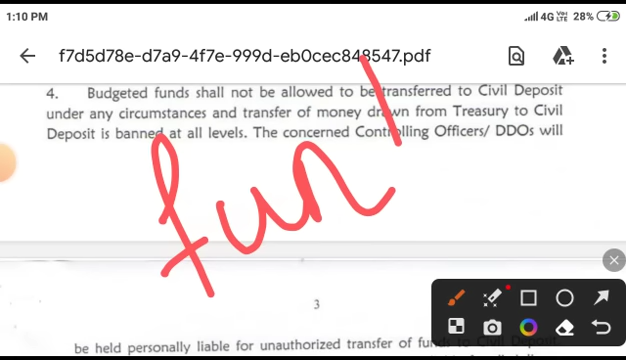 1:10 PM 4G Vo) LTE 28%
f7d5d78e-d7a9-4f7e-999d-eb0cec848547.pdf
4. Budgeted funds shall not be allowed to be transferred to Civil Deposit
under any circumstances and transfer of money drawn from Treasury to Civil
Deposit is banned at all levels. The concerned Controlling Officers/ DDOs will
fun
3
be held personally liable for unauthorized transfer of funds to Civil Deposit.